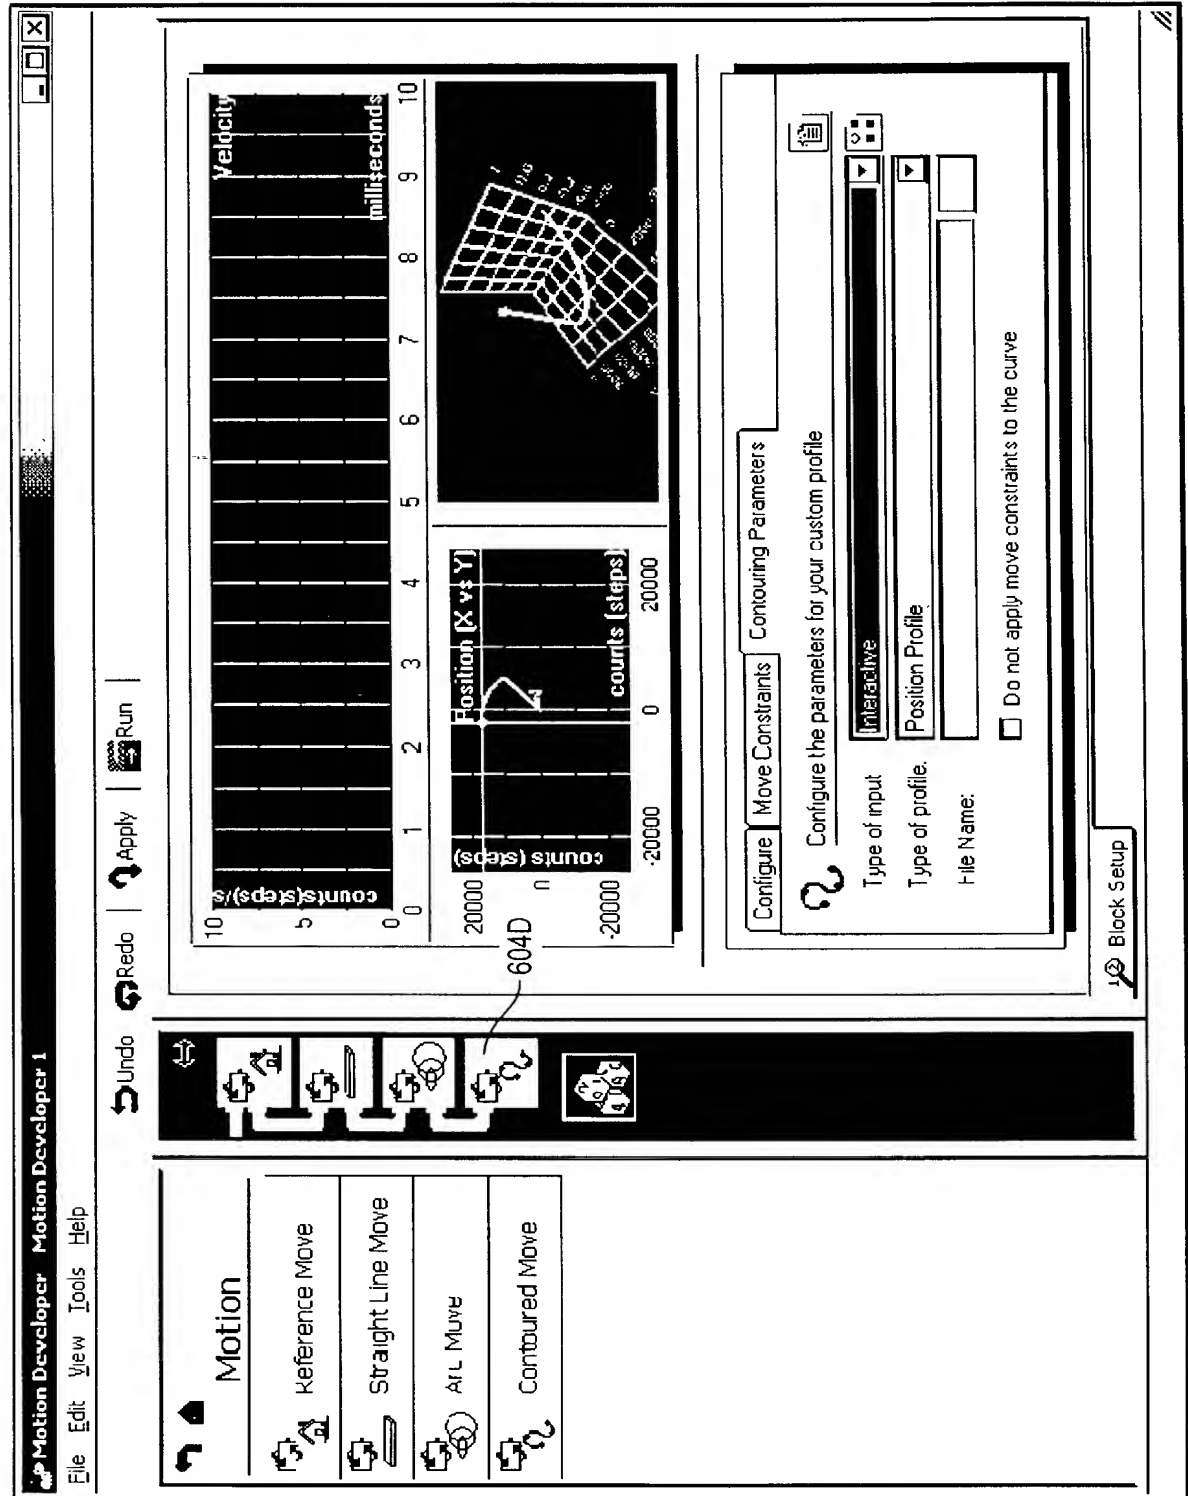 Motion Developer Motion Developer 1
File Edit View Tools Help
Undo Redo Apply Run
Motion
Reference Move
Straight Line Move
Arc Move
Contoured Move
604D
Velocity
milliseconds
counts(steps)/s
10
5
0
0 1 2 3 4 5 6 7 8 9 10
Position (X vs Y)
counts (steps)
counts (steps)
20000
0
-20000
-20000 0 20000
Configure Move Constraints Contouring Parameters
Configure the parameters for your custom profile
Type of input
Interactive
Type of profile.
Position Profile
File Name:
Do not apply move constraints to the curve
Block Setup